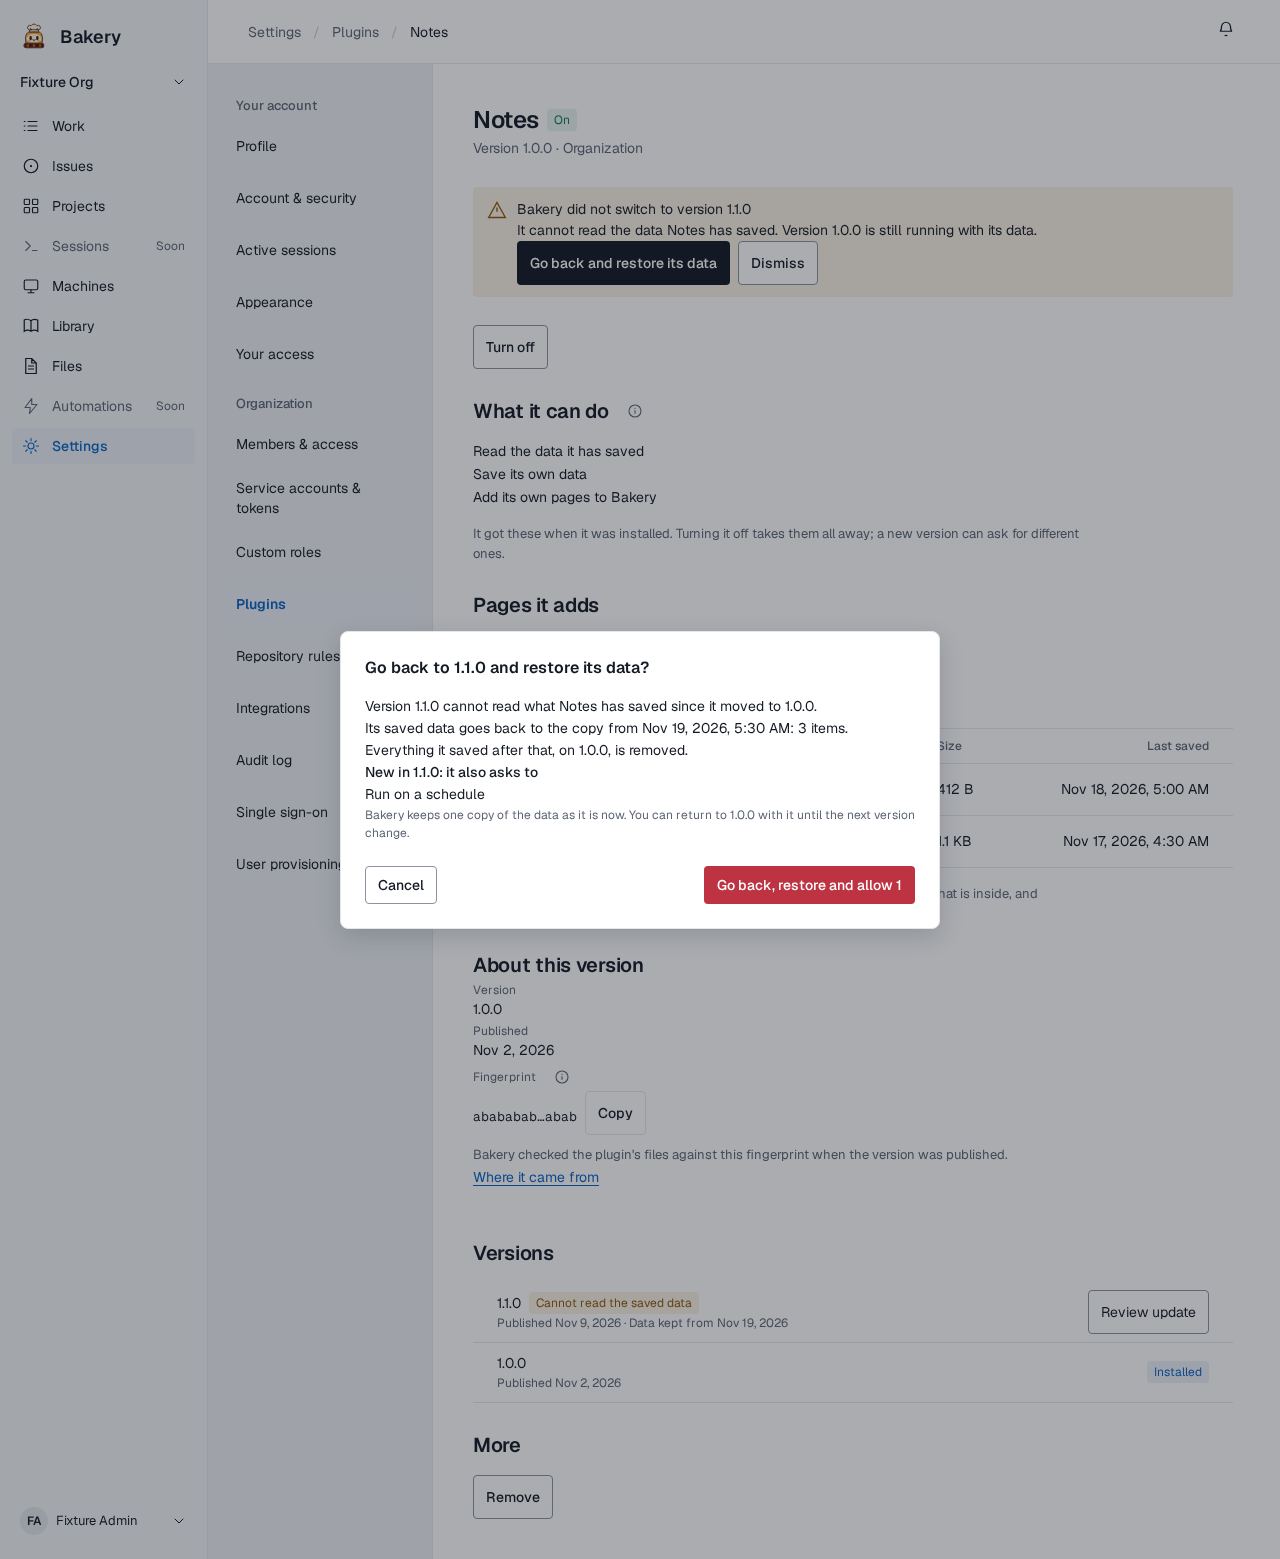 Bakery
Fixture Org
Work
Issues
Projects
Sessions Soon
Machines
Library
Files
Automations Soon
Settings
FA Fixture Admin
Settings / Plugins / Notes
Your account
Profile
Account & security
Active sessions
Appearance
Your access
Organization
Members & access
Service accounts &
tokens
Custom roles
Plugins
Repository rules
Integrations
Audit log
Single sign-on
User provisioning
Notes On
Version 1.0.0 · Organization
Bakery did not switch to version 1.1.0
It cannot read the data Notes has saved. Version 1.0.0 is still running with its data.
Go back and restore its data Dismiss
Turn off
What it can do
Read the data it has saved
Save its own data
Add its own pages to Bakery
It got these when it was installed. Turning it off takes them all away; a new version can ask for different
ones.
Pages it adds
Go back to 1.1.0 and restore its data?
Version 1.1.0 cannot read what Notes has saved since it moved to 1.0.0.
Its saved data goes back to the copy from Nov 19, 2026, 5:30 AM: 3 items.
Everything it saved after that, on 1.0.0, is removed.
New in 1.1.0: it also asks to
Run on a schedule
Bakery keeps one copy of the data as it is now. You can return to 1.0.0 with it until the next version
change.
Cancel Go back, restore and allow 1
Size Last saved
412 B Nov 18, 2026, 5:00 AM
1.1 KB Nov 17, 2026, 4:30 AM
what is inside, and
About this version
Version
1.0.0
Published
Nov 2, 2026
Fingerprint
abababab…abab Copy
Bakery checked the plugin's files against this fingerprint when the version was published.
Where it came from
Versions
1.1.0 Cannot read the saved data
Published Nov 9, 2026 · Data kept from Nov 19, 2026
Review update
1.0.0
Published Nov 2, 2026
Installed
More
Remove